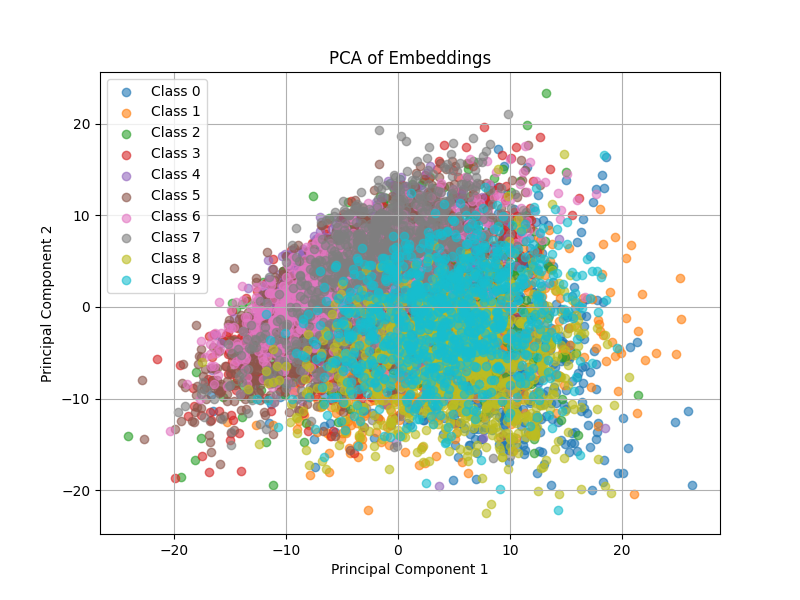 PCA of Embeddings
Class 0
Class 1
Class 2
Class 3
Class 4
Class 5
Class 6
Class 7
Class 8
Class 9
20
10
0
−10
−20
Principal Component 2
−20 −10 0 10 20
Principal Component 1